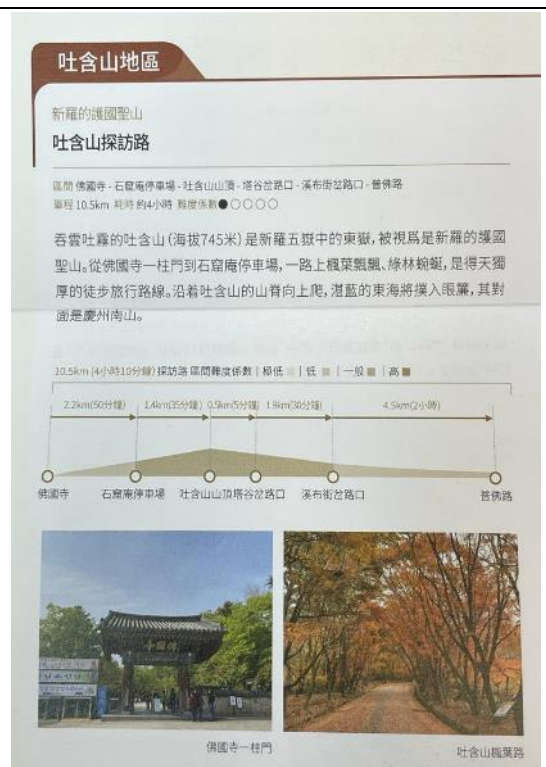 吐含山地區
新羅的護國聖山
吐含山探訪路
區間 佛國寺 - 石窟庵停車場 - 吐含山山頂 - 塔谷岔路口 - 溪布街岔路口 - 普佛路
單程 10.5km 耗時 約4小時 難度係數●○○○○
吞雲吐霧的吐含山(海拔745米)是新羅五嶽中的東嶽,被視爲是新羅的護國
聖山。從佛國寺一柱門到石窟庵停車場,一路上楓葉飄飄、綠林蜿蜒,是得天獨
厚的徒步旅行路線。沿着吐含山的山脊向上爬,湛藍的東海將撲入眼簾,其對
面是慶州南山。
10.5km (4小時10分鐘) 探訪路 區間難度係數 | 極低 ■ | 低 ■ | 一般 ■ | 高 ■
2.2km(50分鐘) 1.4km(35分鐘) 0.5km(5分鐘) 1.9km(30分鐘) 4.5km(2小時)
佛國寺 石窟庵停車場 吐含山山頂 塔谷岔路口 溪布街岔路口 普佛路
佛國寺一柱門
吐含山楓葉路